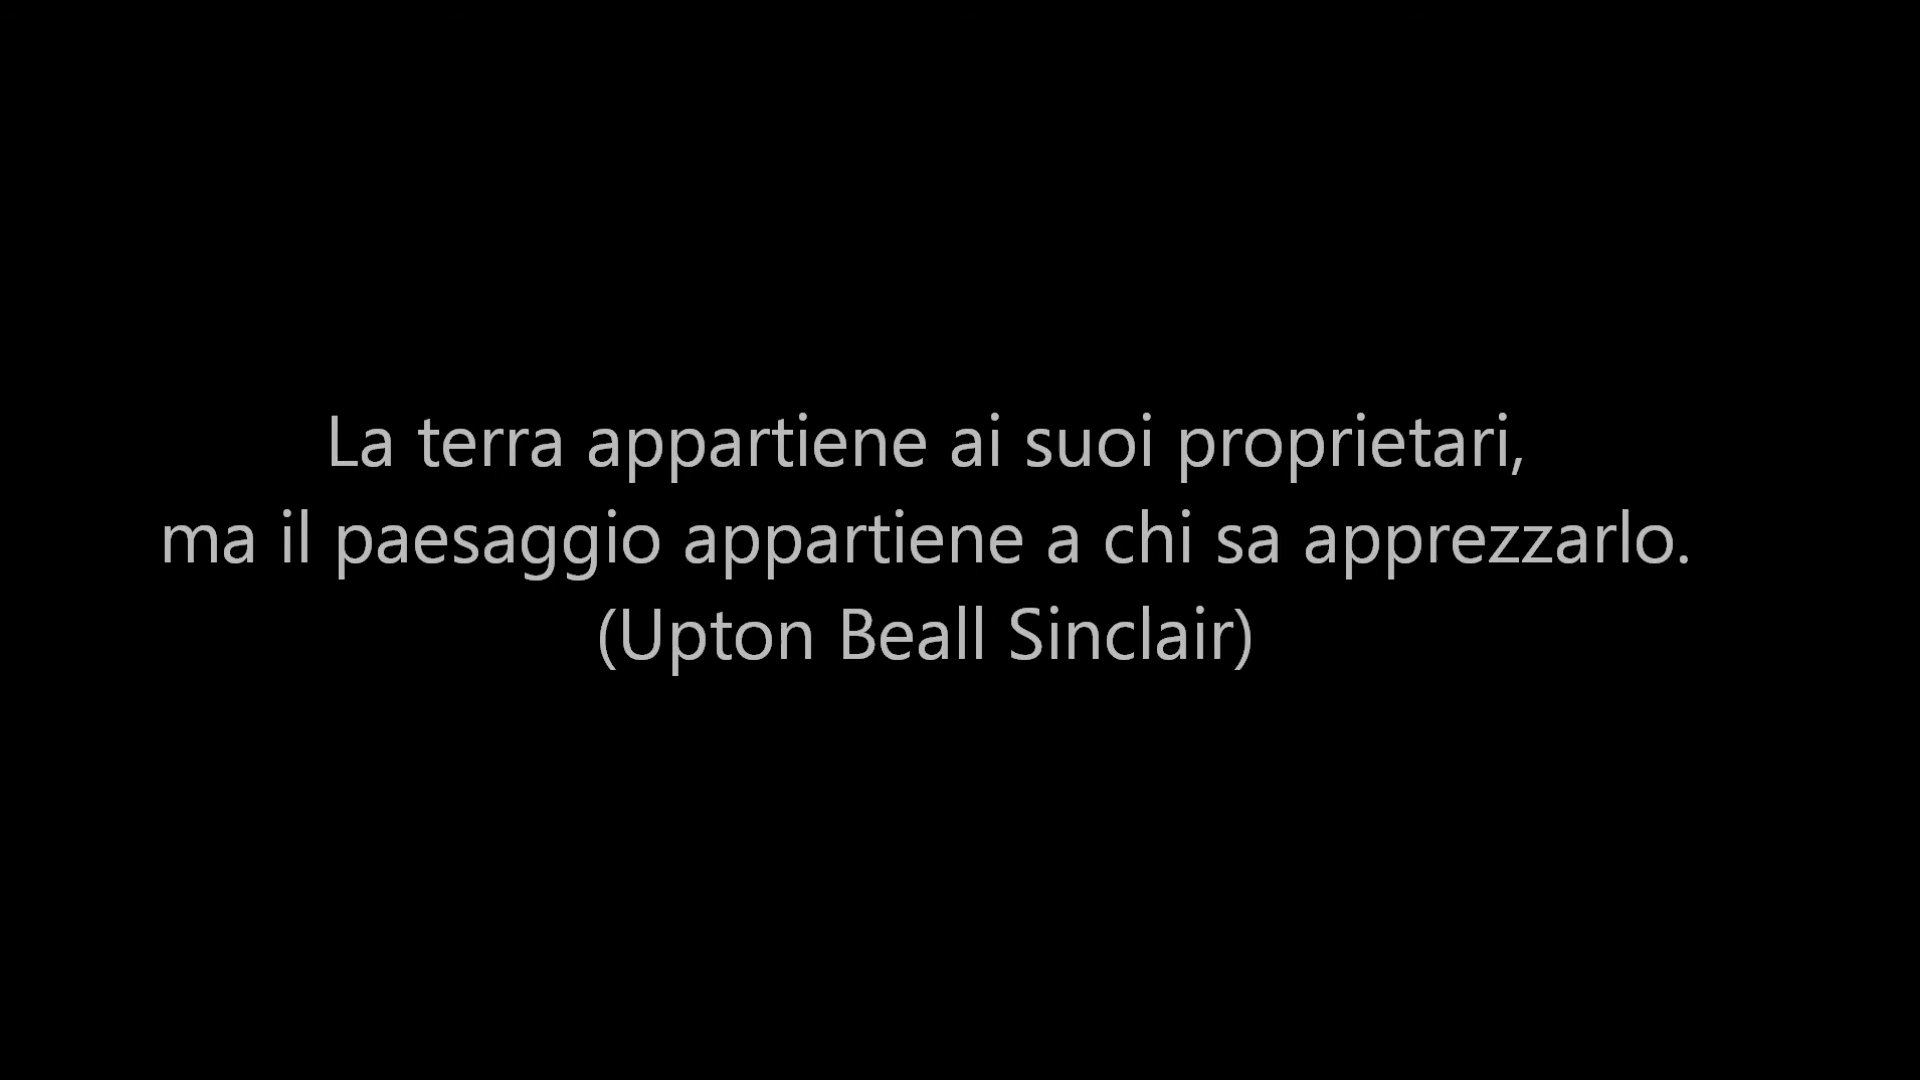 La terra appartiene ai suoi proprietari,
ma il paesaggio appartiene a chi sa apprezzarlo.
(Upton Beall Sinclair)